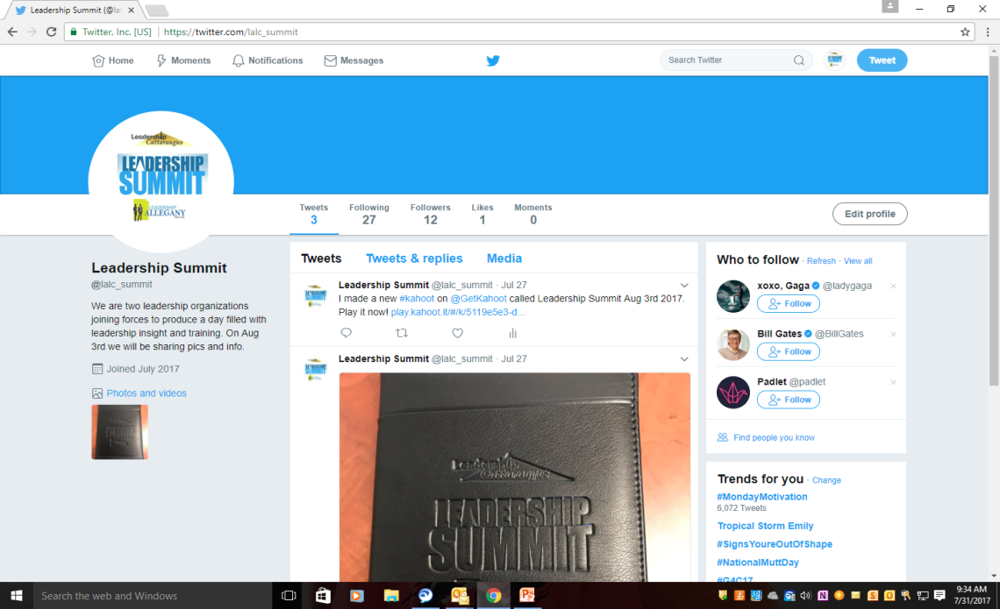 Leadership Summit (@lal
Twitter, Inc. [US]
https://twitter.com/lalc_summit
Home
Moments
Notifications
Messages
Search Twitter
Tweet
Leadership
Cattaraugus
LEADERSHIP
SUMMIT
LEADERSHIP
ALLEGANY
Tweets
3
Following
27
Followers
12
Likes
1
Moments
0
Edit profile
Leadership Summit
@lalc_summit
We are two leadership organizations
joining forces to produce a day filled with
leadership insight and training. On Aug
3rd we will be sharing pics and info.
Joined July 2017
Photos and videos
Tweets
Tweets & replies
Media
Leadership Summit @lalc_summit · Jul 27
I made a new #kahoot on @GetKahoot called Leadership Summit Aug 3rd 2017.
Play it now! play.kahoot.it/#/k/5119e5e3-d…
Leadership Summit @lalc_summit · Jul 27
Leadership
Cattaraugus
LEADERSHIP
SUMMIT
Who to follow · Refresh · View all
xoxo, Gaga @ladygaga
Follow
Bill Gates @BillGates
Follow
Padlet @padlet
Follow
Find people you know
Trends for you · Change
#MondayMotivation
6,072 Tweets
Tropical Storm Emily
#SignsYoureOutOfShape
#NationalMuttDay
#G4C17
Search the web and Windows
9:34 AM
7/31/2017